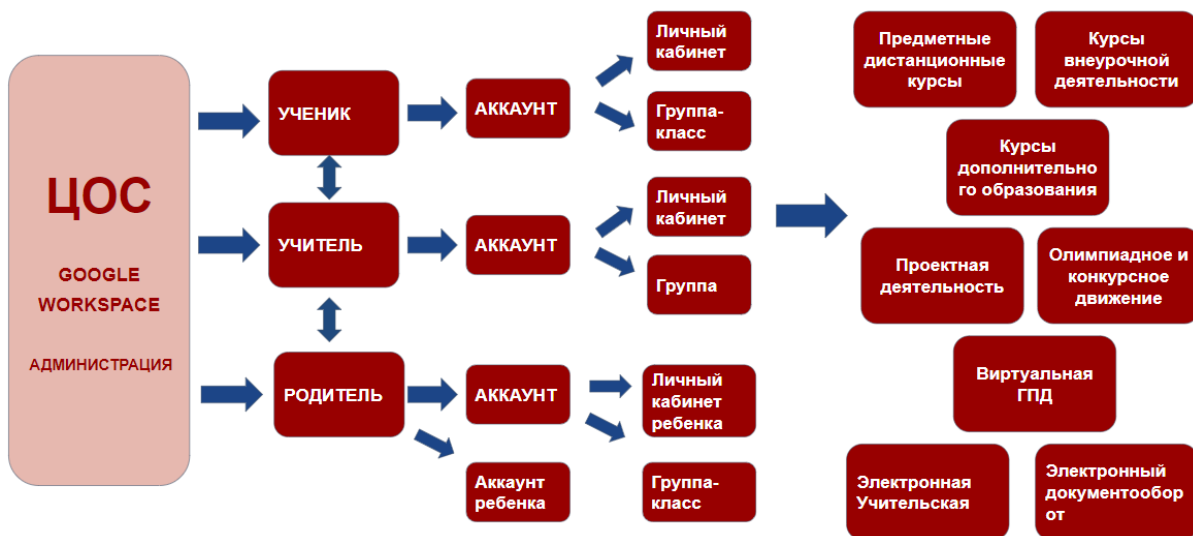 ЦОС
GOOGLE
WORKSPACE
АДМИНИСТРАЦИЯ
УЧЕНИК
АККАУНТ
Личный
кабинет
Группа-
класс
УЧИТЕЛЬ
АККАУНТ
Личный
кабинет
Группа
РОДИТЕЛЬ
АККАУНТ
Личный
кабинет
ребенка
Аккаунт
ребенка
Группа-
класс
Предметные
дистанционные
курсы
Курсы
внеурочной
деятельности
Курсы
дополнительно
го образования
Проектная
деятельность
Олимпиадное и
конкурсное
движение
Виртуальная
ГПД
Электронная
Учительская
Электронный
документообор
от